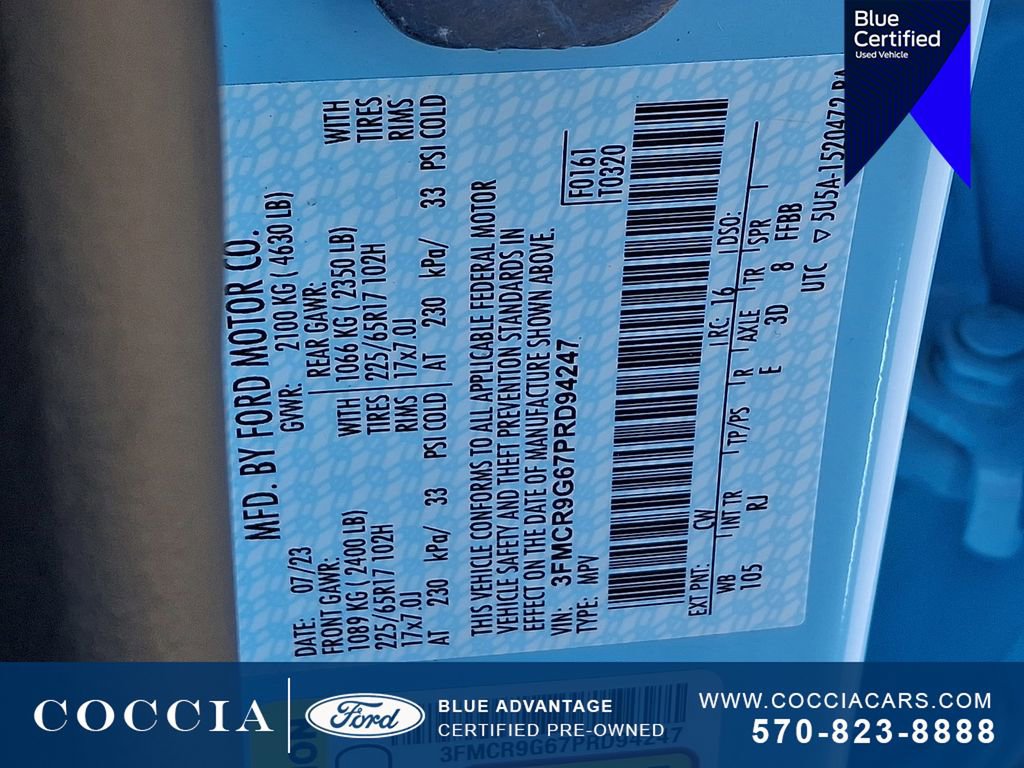 Blue
Certified
Used Vehicle
MFD. BY FORD MOTOR CO.
DATE: 07/23 GVWR: 2100 KG ( 4630 LB)
FRONT GAWR: REAR GAWR:
1089 KG ( 2400 LB) WITH 1066 KG ( 2350 LB) WITH
225/65R17 102H TIRES 225/65R17 102H TIRES
17x7.0J RIMS 17x7.0J RIMS
AT 230 kPa/ 33 PSI COLD AT 230 kPa/ 33 PSI COLD
THIS VEHICLE CONFORMS TO ALL APPLICABLE FEDERAL MOTOR
VEHICLE SAFETY AND THEFT PREVENTION STANDARDS IN
EFFECT ON THE DATE OF MANUFACTURE SHOWN ABOVE.
VIN: 3FMCR9G67PRD94247
TYPE: MPV
F0161
T0320
EXT PNT: CW RC: 16 DSO:
WB INT TR TP/PS R AXLE TR SPR
105 RJ E 3D 8 FFBB
UTC ▽ 5U5A-1520472
COCCIA
Ford
BLUE ADVANTAGE
CERTIFIED PRE-OWNED
WWW.COCCIACARS.COM
570-823-8888
3FMCR9G67PRD94247